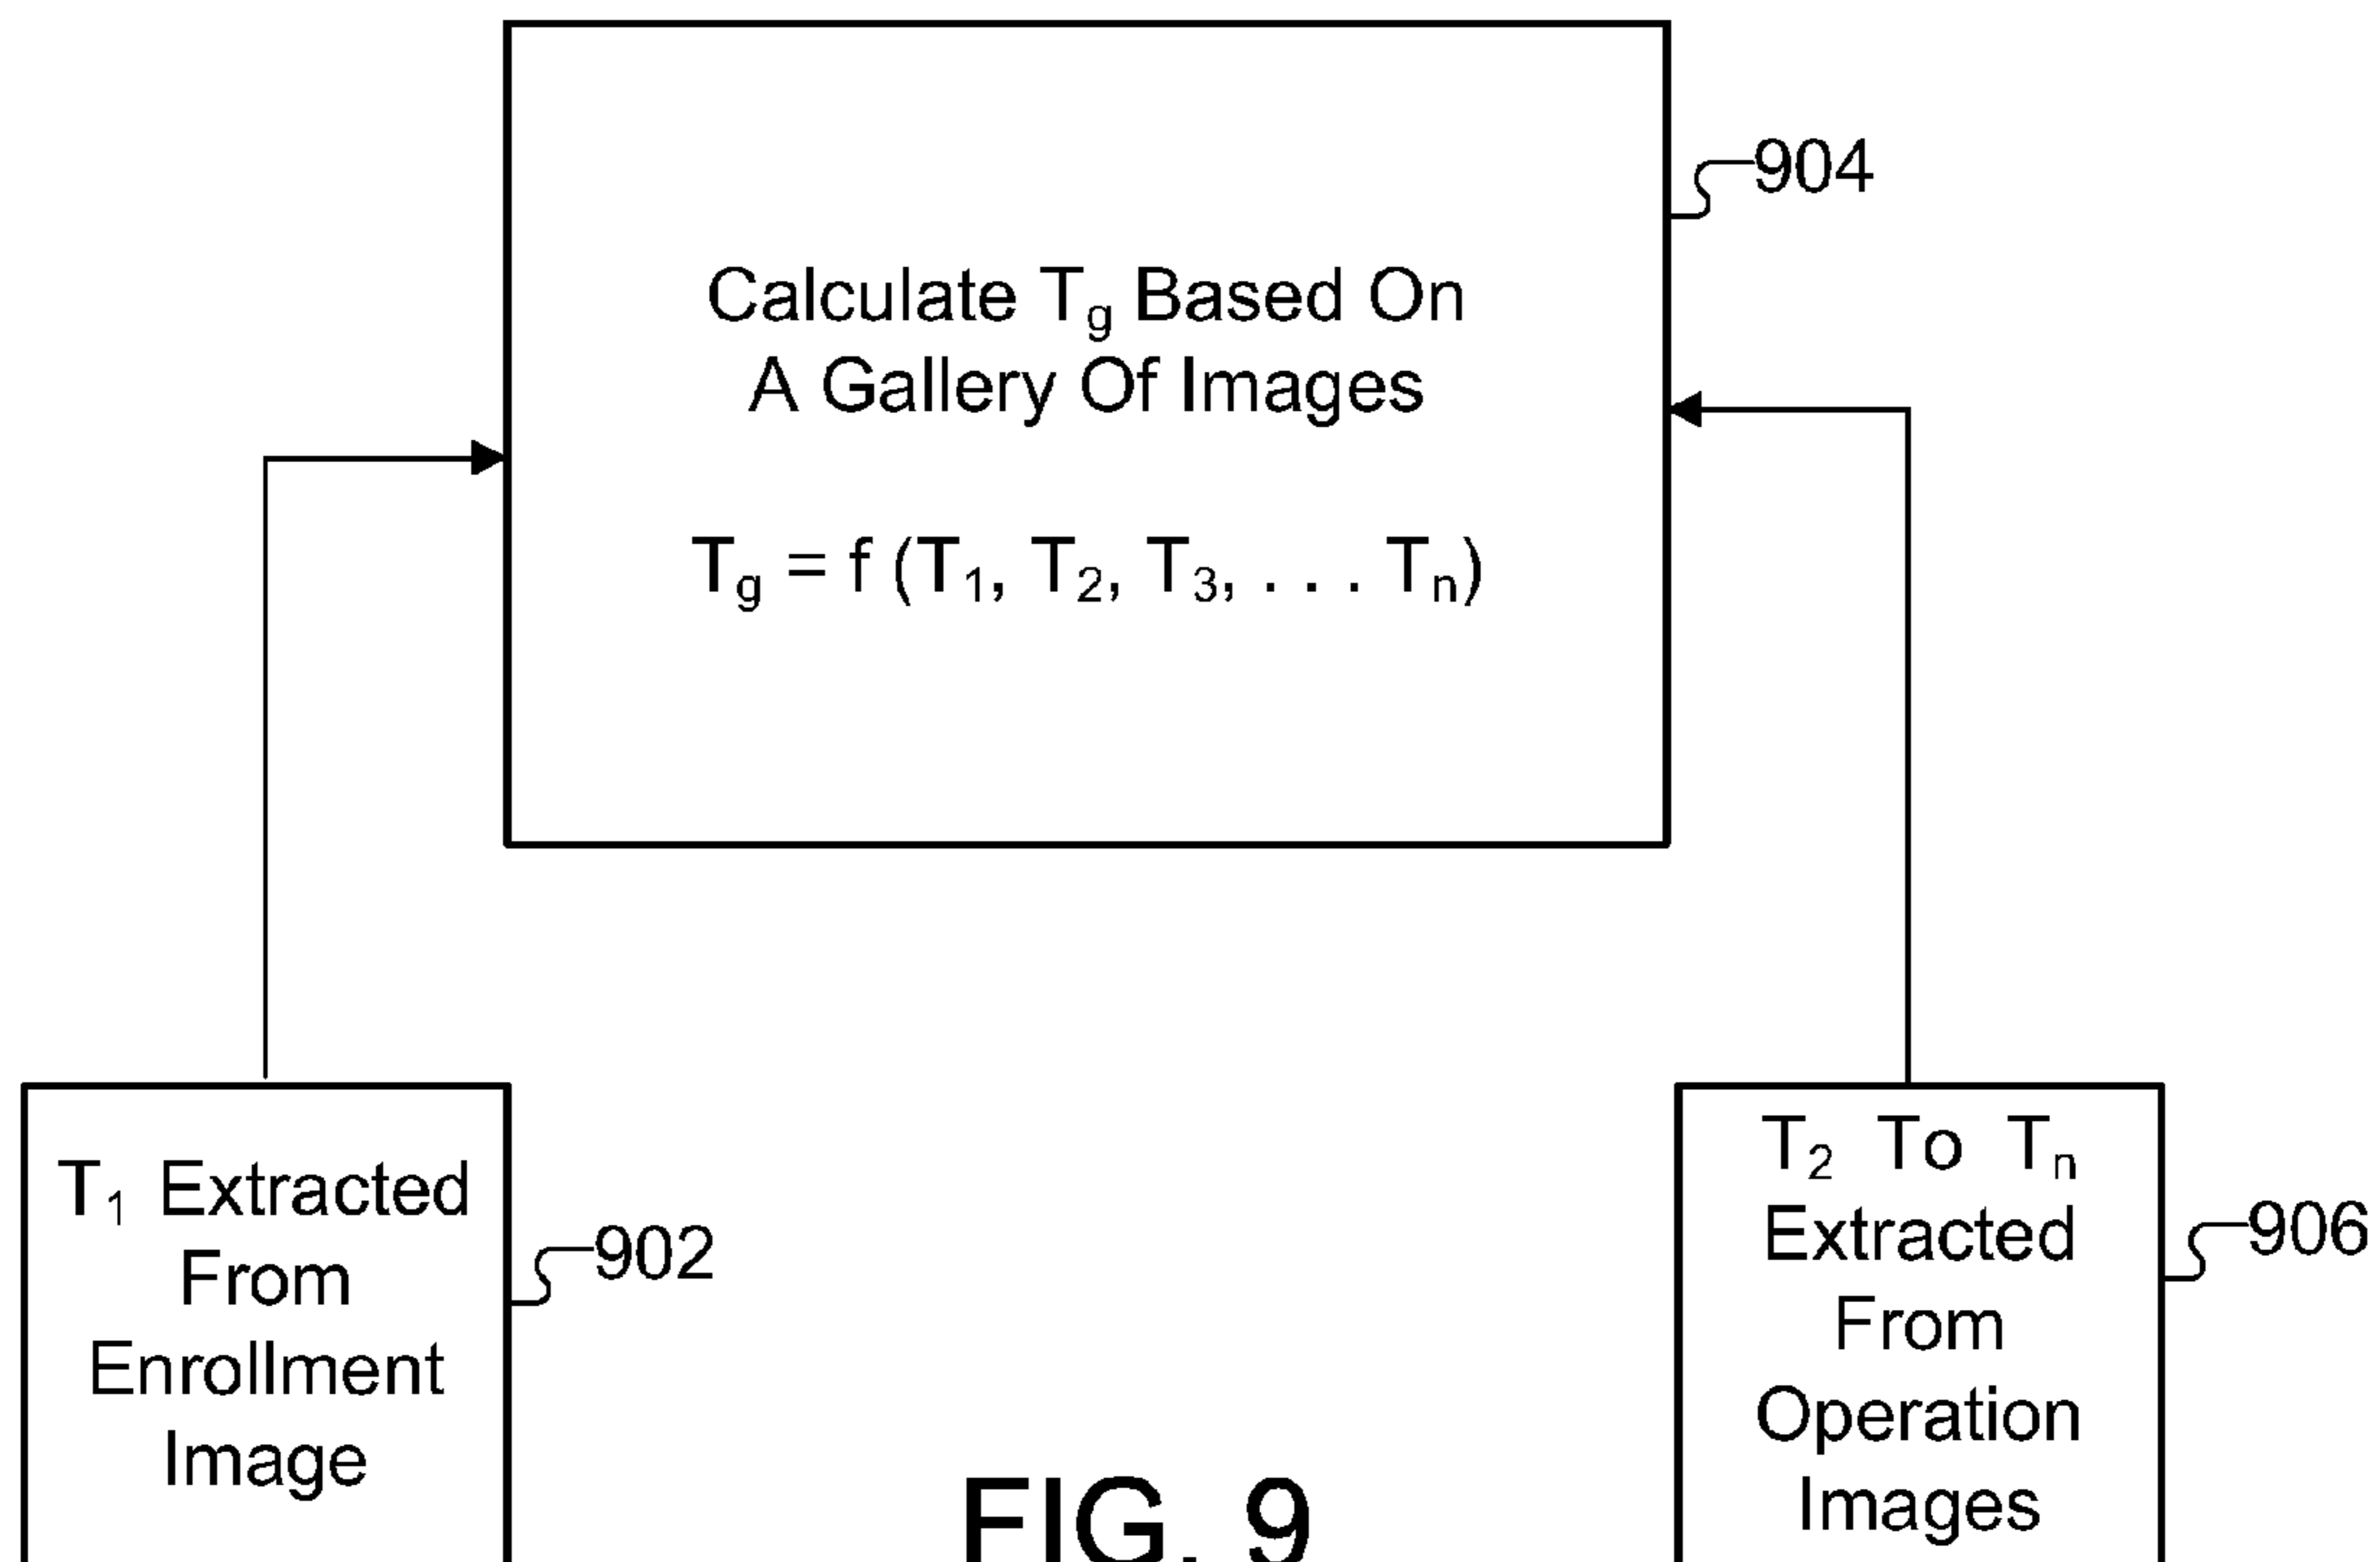 904
Calculate Tg Based On
A Gallery Of Images
Tg = f (T1, T2, T3, . . . Tn)
T1 Extracted
From
Enrollment
Image
902
T2 To Tn
Extracted
From
Operation
Images
906
FIG. 9